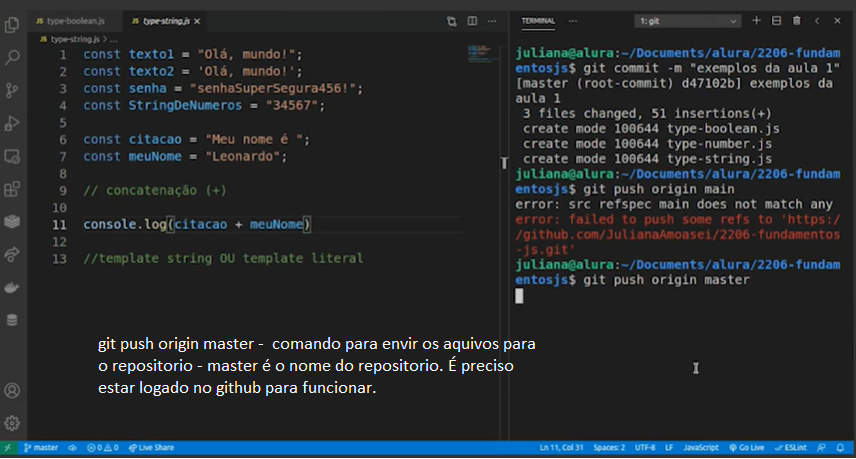 type-boolean.js
type-string.js ×
type-string.js > ...
1 const texto1 = "Olá, mundo!";
2 const texto2 = 'Olá, mundo!';
3 const senha = "senhaSuperSegura456!";
4 const StringDeNumeros = "34567";
5
6 const citacao = "Meu nome é ";
7 const meuNome = "Leonardo";
8
9 // concatenação (+)
10
11 console.log(citacao + meuNome)
12
13 //template string OU template literal
git push origin master -  comando para envir os aquivos para
o repositorio - master é o nome do repositorio. É preciso
estar logado no github para funcionar.
TERMINAL ... 1: git
juliana@alura:~/Documents/alura/2206-fundam
entosjs$ git commit -m "exemplos da aula 1"
[master (root-commit) d47102b] exemplos da
aula 1
3 files changed, 51 insertions(+)
create mode 100644 type-boolean.js
create mode 100644 type-number.js
create mode 100644 type-string.js
juliana@alura:~/Documents/alura/2206-fundam
entosjs$ git push origin main
error: src refspec main does not match any
error: failed to push some refs to 'https:/
/github.com/JulianaAmoasei/2206-fundamentos
-js.git'
juliana@alura:~/Documents/alura/2206-fundam
entosjs$ git push origin master
master 0 0 Live Share Ln 11, Col 31 Spaces: 2 UTF-8 LF JavaScript Go Live ESLint